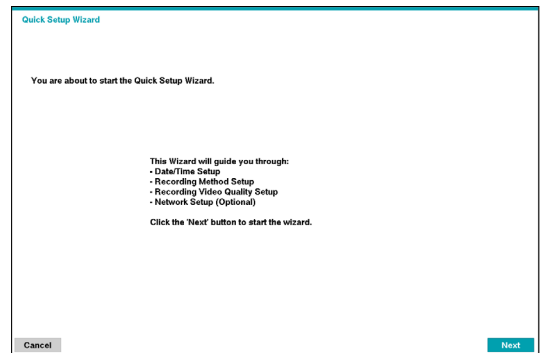 Quick Setup Wizard
You are about to start the Quick Setup Wizard.
This Wizard will guide you through:
- Date/Time Setup
- Recording Method Setup
- Recording Video Quality Setup
- Network Setup (Optional)
Click the 'Next' button to start the wizard.
Cancel
Next